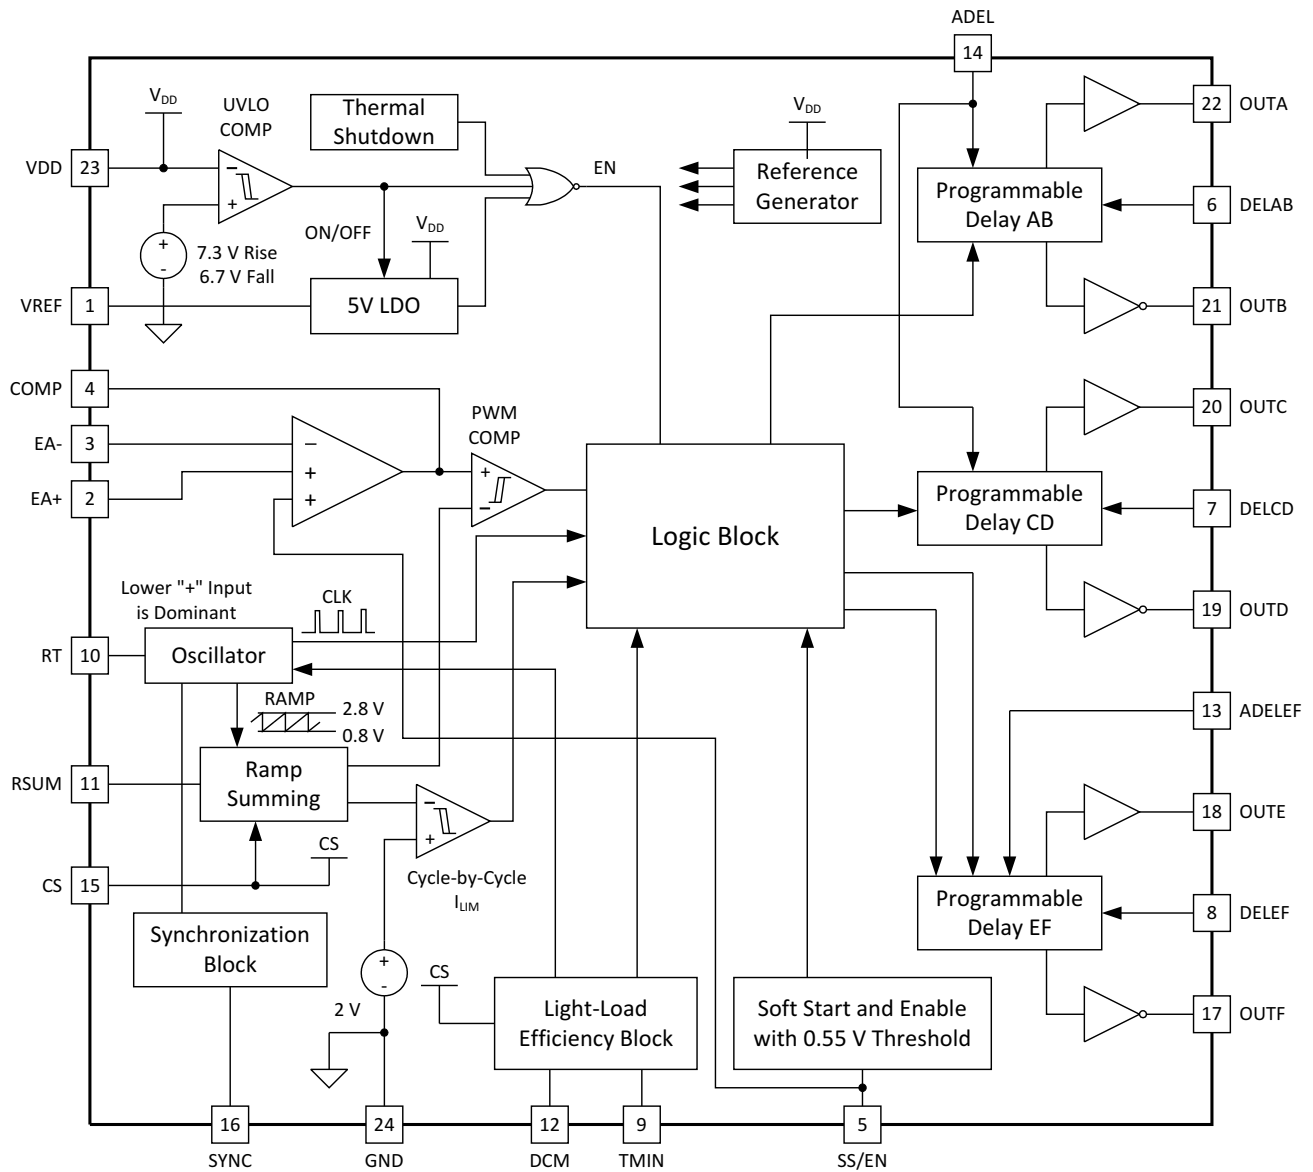 ADEL
14
VDD
23
V_DD
UVLO
COMP
Thermal
Shutdown
EN
V_DD
Reference
Generator
22
OUTA
Programmable
Delay AB
6
DELAB
−
+
+
-
7.3 V Rise
6.7 V Fall
ON/OFF
V_DD
VREF
1
5V LDO
21
OUTB
COMP
4
EA-
3
EA+
2
−
+
+
PWM
COMP
+
−
Logic Block
20
OUTC
Programmable
Delay CD
7
DELCD
Lower "+" Input
is Dominant
CLK
19
OUTD
RT
10
Oscillator
RAMP
2.8 V
0.8 V
13
ADELEF
RSUM
11
Ramp
Summing
−
+
18
OUTE
CS
CS
15
Cycle-by-Cycle
I_LIM
Programmable
Delay EF
8
DELEF
Synchronization
Block
+
-
2 V
CS
Light-Load
Efficiency Block
Soft Start and Enable
with 0.55 V Threshold
17
OUTF
16
24
12
9
5
SYNC
GND
DCM
TMIN
SS/EN